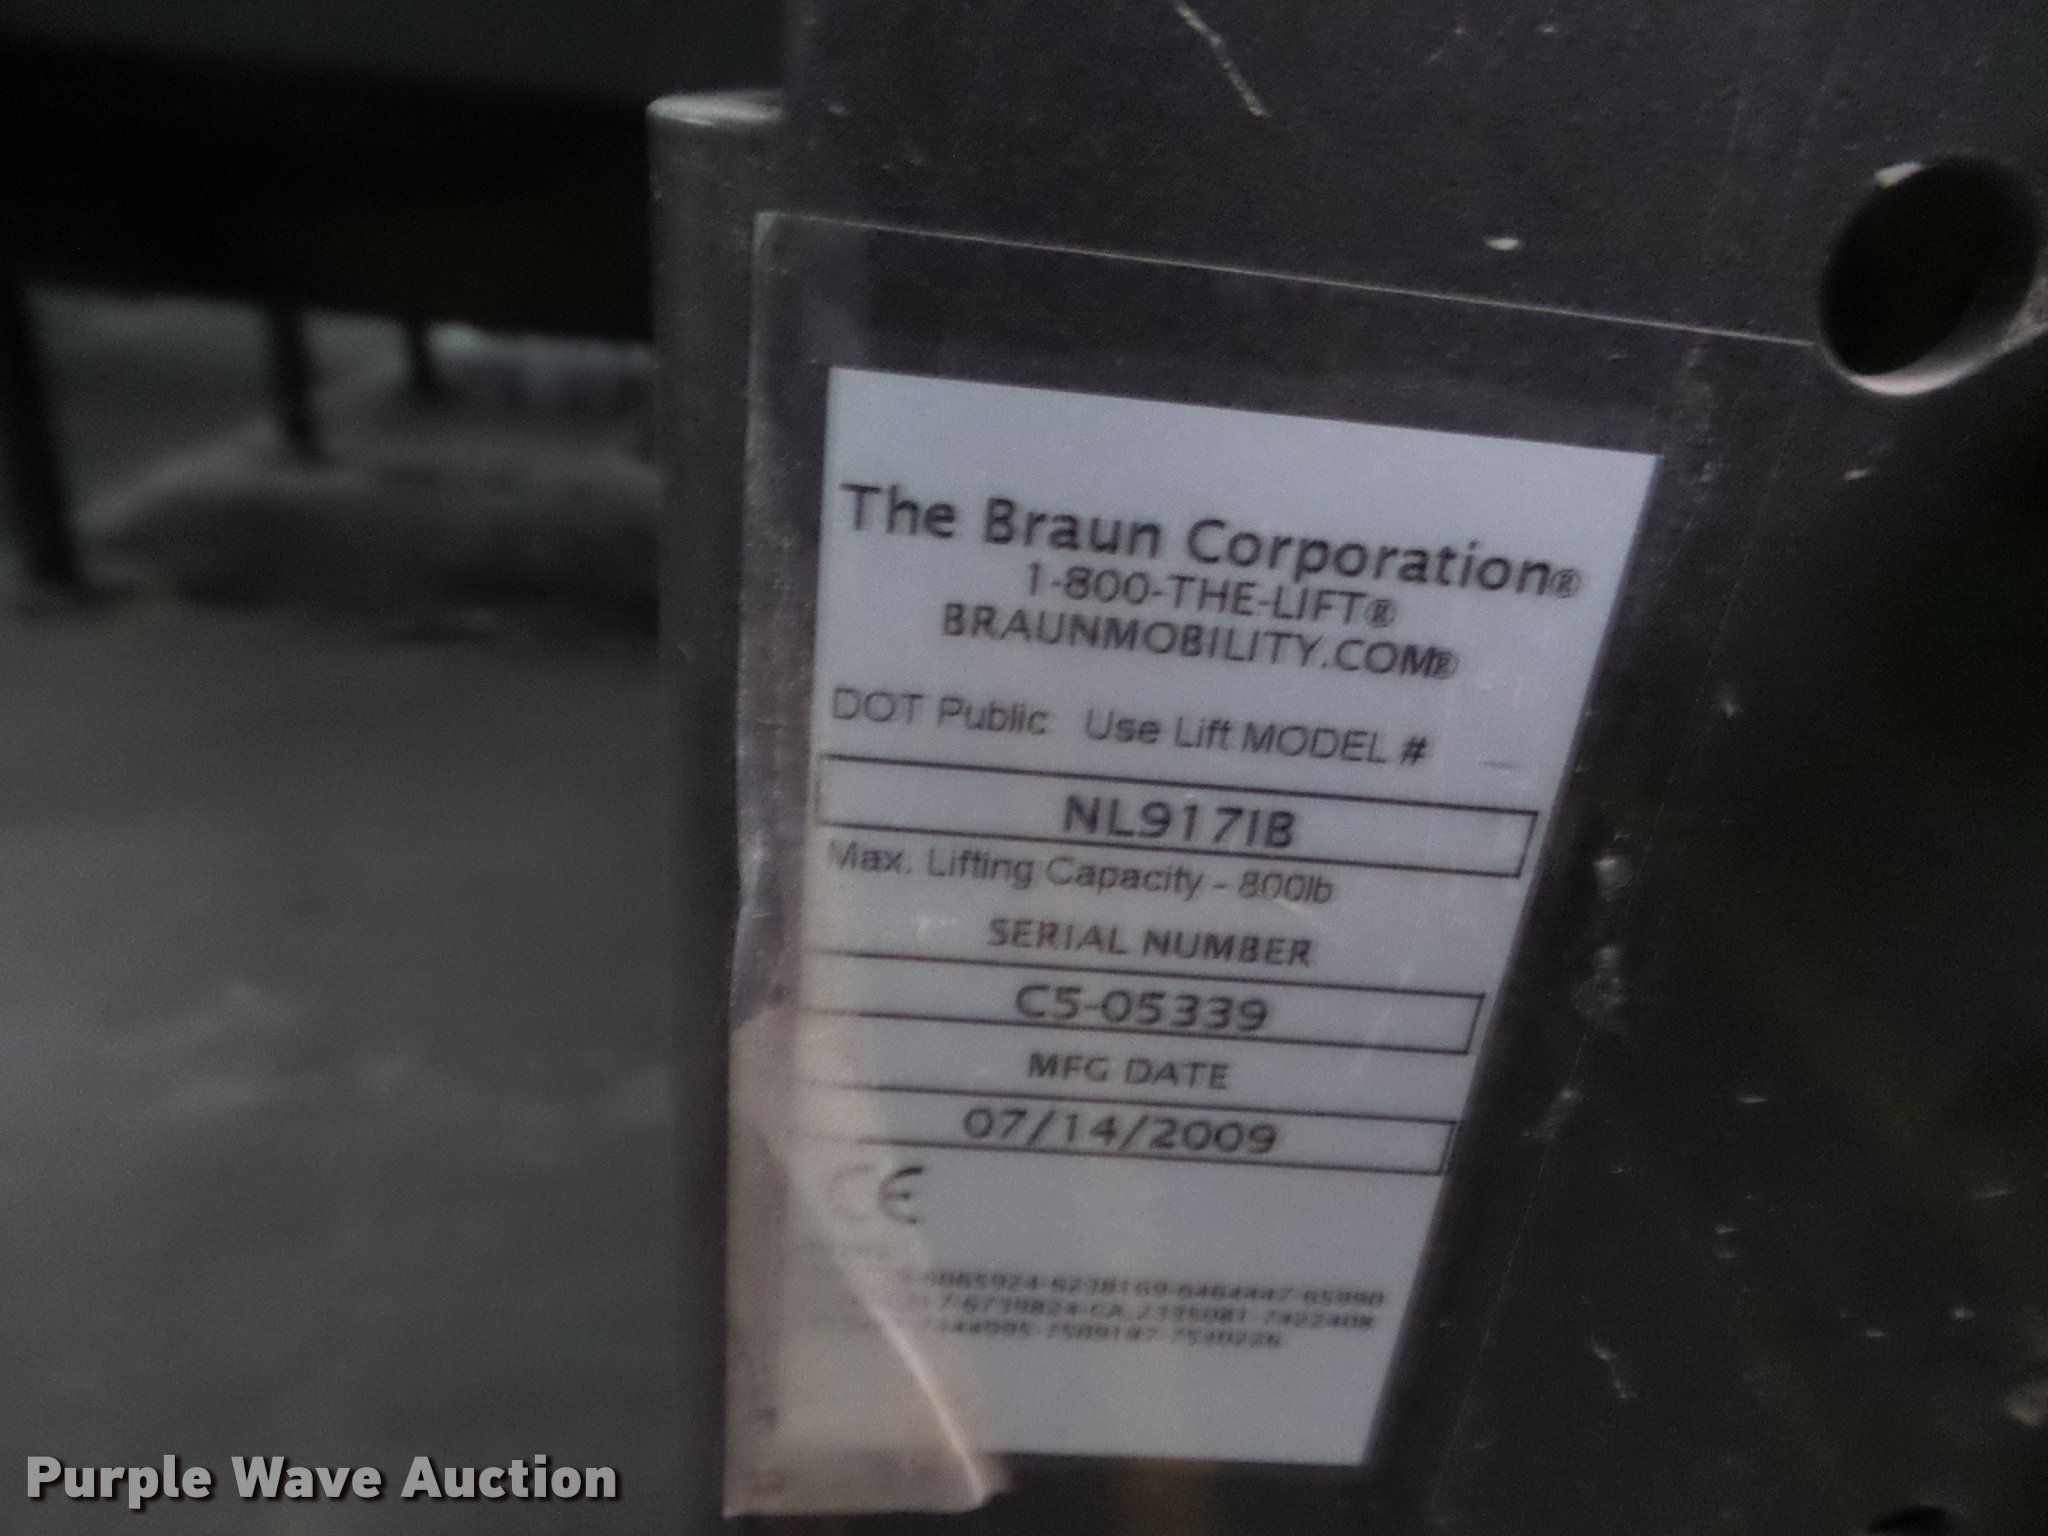 The Braun Corporation®
1-800-THE-LIFT®
BRAUNMOBILITY.COM®
DOT Public Use Lift MODEL #
NL917IB
Max. Lifting Capacity - 800lb
SERIAL NUMBER
C5-05339
MFG DATE
07/14/2009
CE
Purple Wave Auction